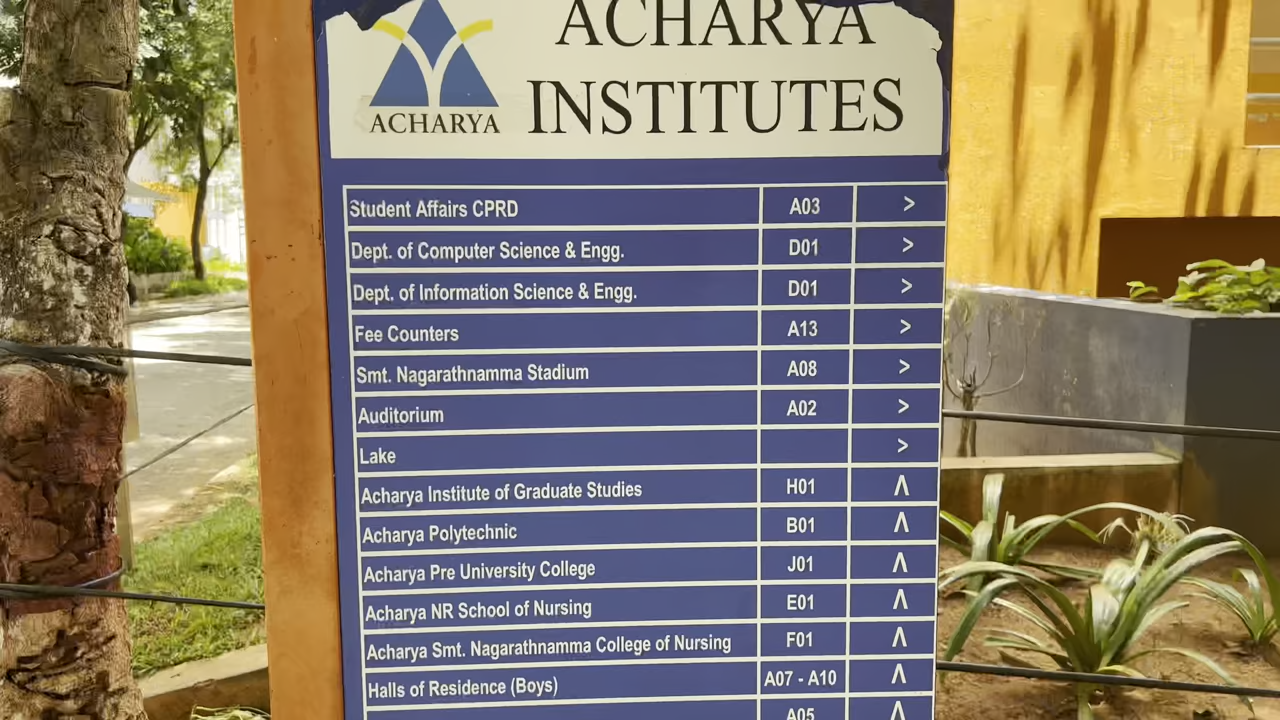 ACHARYA
INSTITUTES
ACHARYA
Student Affairs CPRD A03 >
Dept. of Computer Science & Engg. D01 >
Dept. of Information Science & Engg. D01 >
Fee Counters A13 >
Smt. Nagarathnamma Stadium A08 >
Auditorium A02 >
Lake >
Acharya Institute of Graduate Studies H01 >
Acharya Polytechnic B01 >
Acharya Pre University College J01 >
Acharya NR School of Nursing E01 >
Acharya Smt. Nagarathnamma College of Nursing F01 >
Halls of Residence (Boys) A07 - A10 >
A05 >